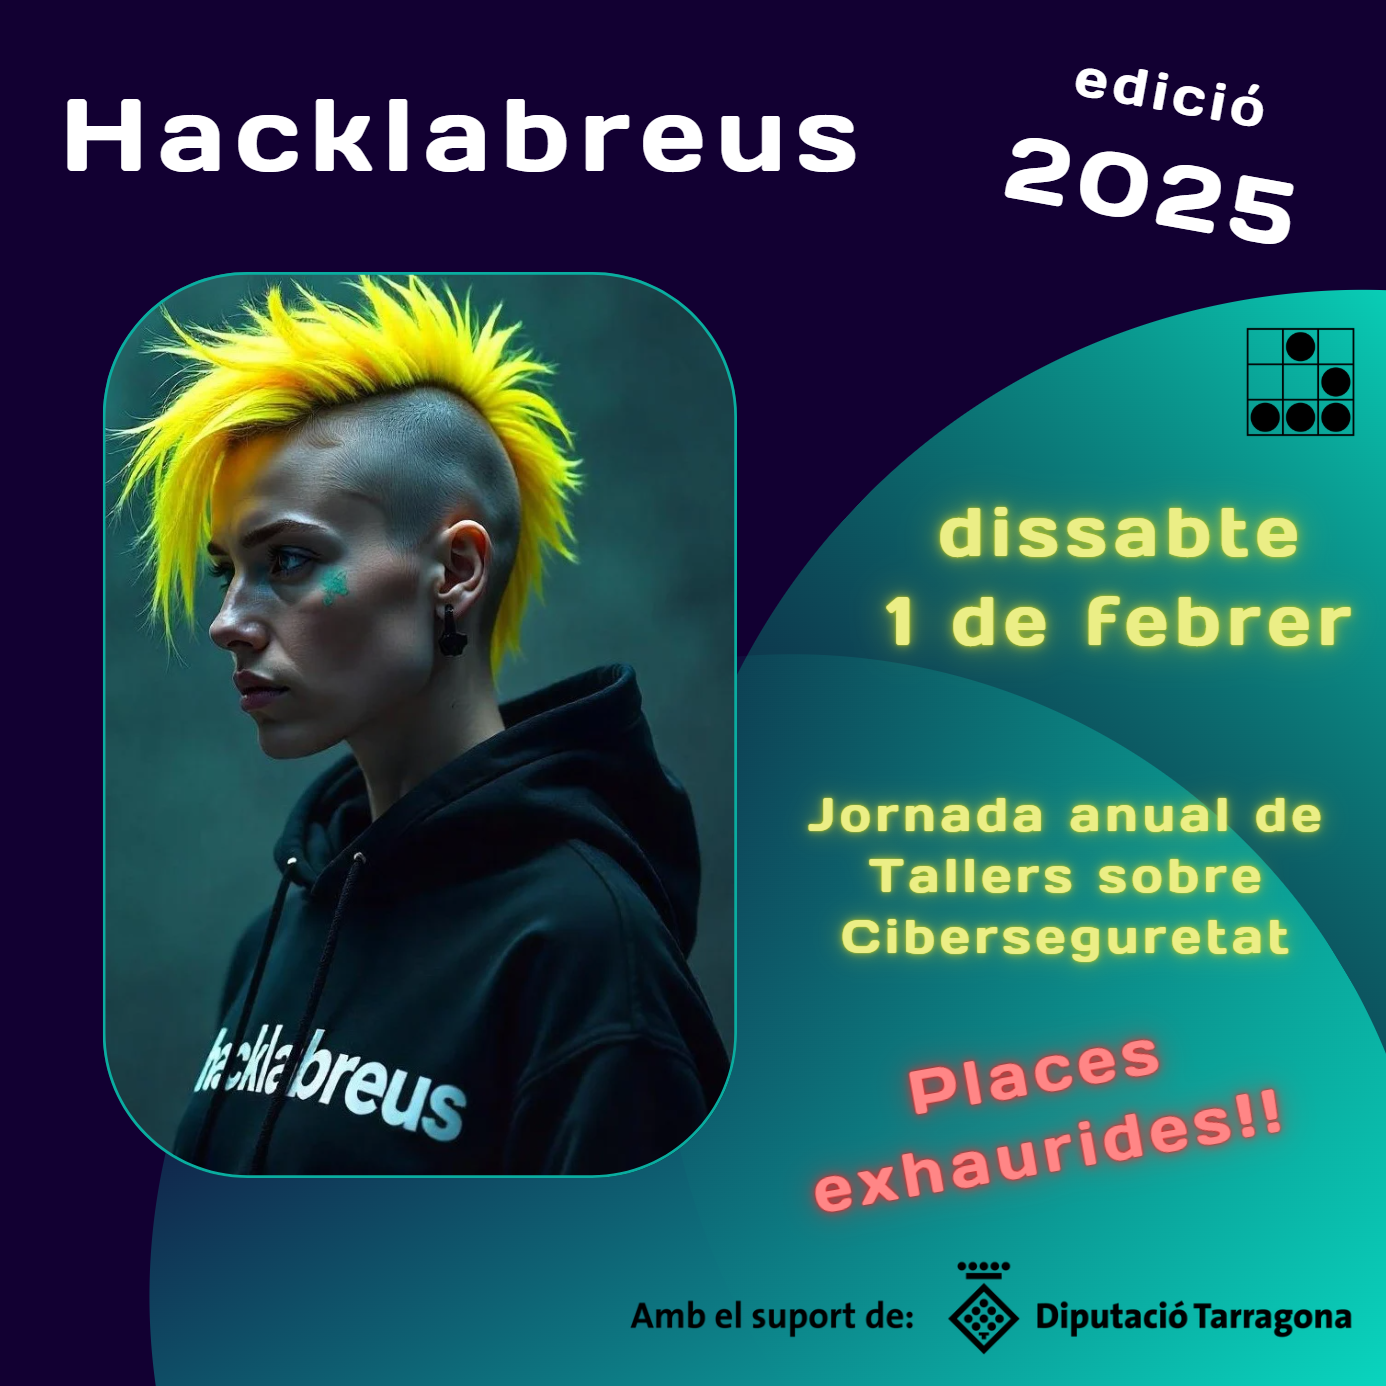 Hacklabreus
edició
2025
dissabte
1 de febrer
Jornada anual de
Tallers sobre
Ciberseguretat
hacklabreus
Places
exhaurides!!
Amb el suport de:
Diputació Tarragona